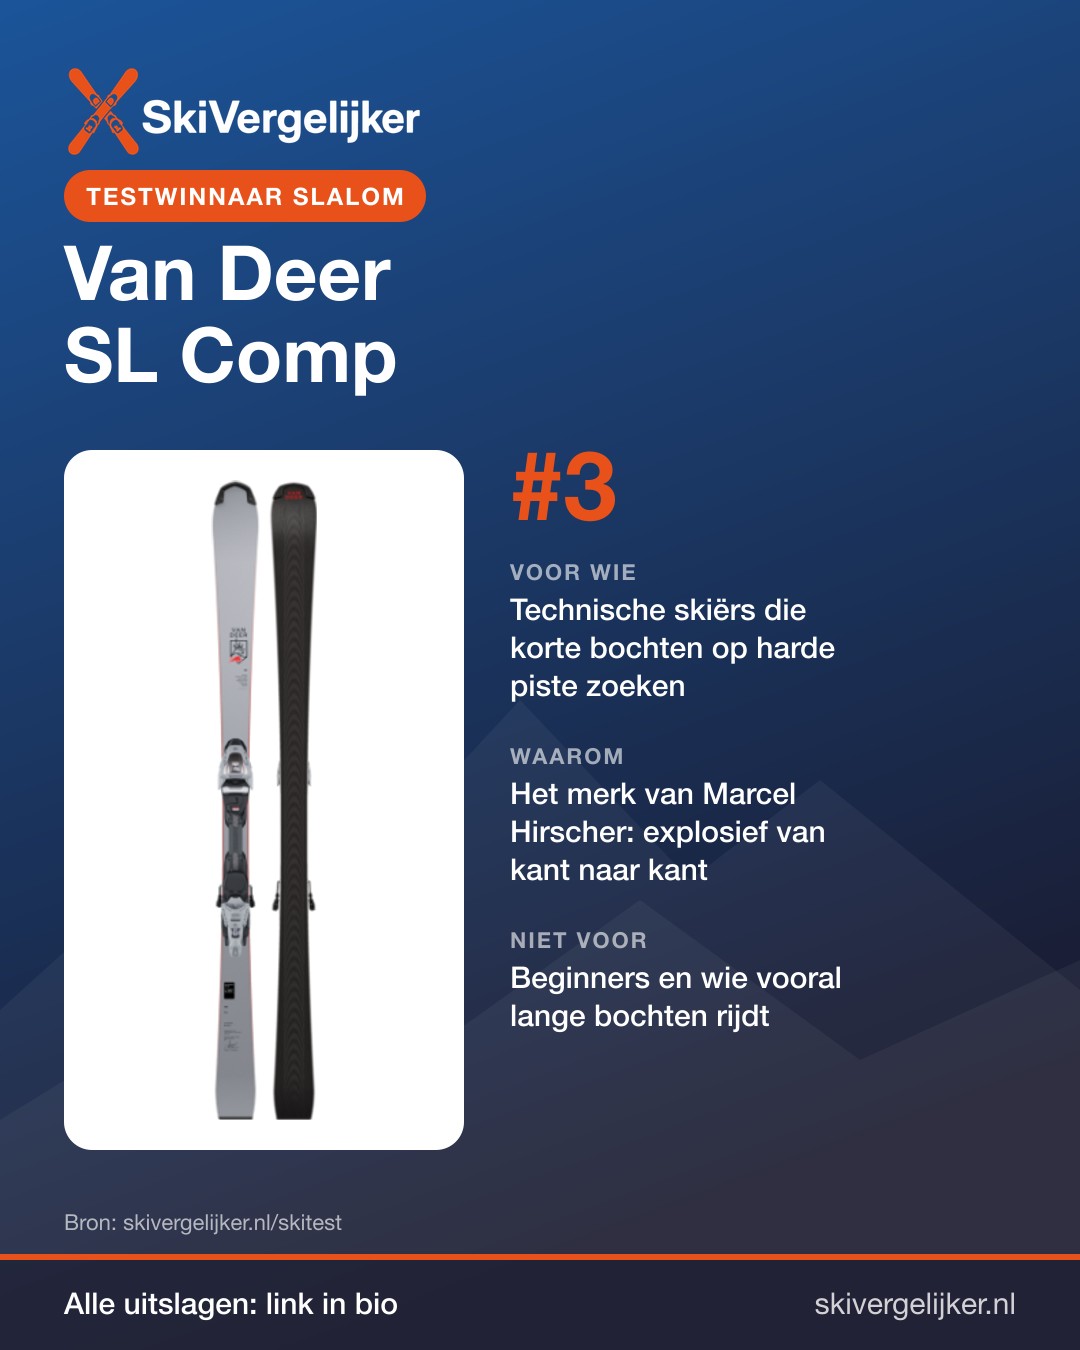 SkiVergelijker
TESTWINNAAR SLALOM
Van Deer
SL Comp
#3
VOOR WIE
Technische skiërs die
korte bochten op harde
piste zoeken
WAAROM
Het merk van Marcel
Hirscher: explosief van
kant naar kant
NIET VOOR
Beginners en wie vooral
lange bochten rijdt
VAN
DEER
Bron: skivergelijker.nl/skitest
Alle uitslagen: link in bio
skivergelijker.nl